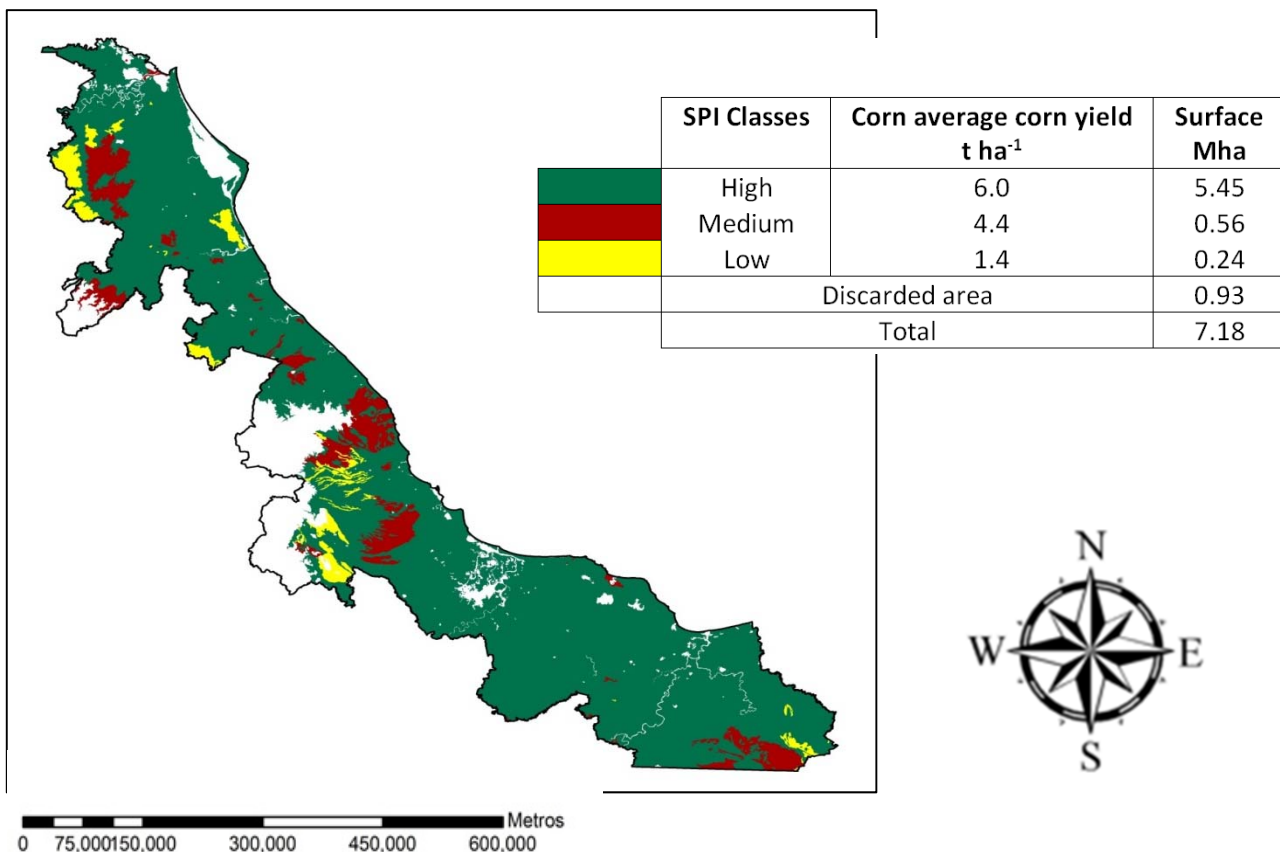 SPI Classes Corn average corn yield t ha⁻¹ Surface Mha
High 6.0 5.45
Medium 4.4 0.56
Low 1.4 0.24
Discarded area 0.93
Total 7.18
N
W E
S
Metros
0 75,000 150,000 300,000 450,000 600,000